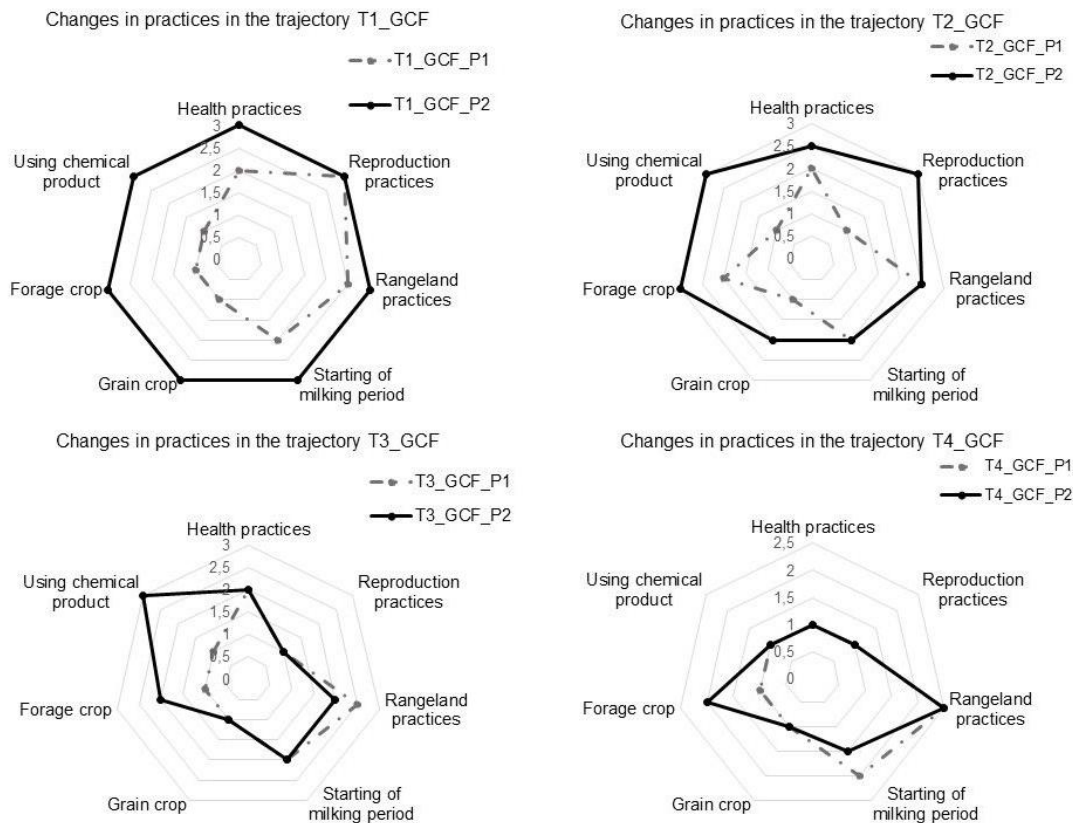 Changes in practices in the trajectory T1_GCF
T1_GCF_P1
T1_GCF_P2
Health practices
Reproduction
practices
Rangeland
practices
Starting of
milking period
Grain crop
Forage crop
Using chemical
product
3
2,5
2
1,5
1
0,5
0
Changes in practices in the trajectory T2_GCF
T2_GCF_P1
T2_GCF_P2
Health practices
Reproduction
practices
Rangeland
practices
Starting of
milking period
Grain crop
Forage crop
Using chemical
product
3
2,5
2
1,5
1
0,5
0
Changes in practices in the trajectory T3_GCF
T3_GCF_P1
T3_GCF_P2
Health practices
Reproduction
practices
Rangeland
practices
Starting of
milking period
Grain crop
Forage crop
Using chemical
product
3
2,5
2
1,5
1
0,5
0
Changes in practices in the trajectory T4_GCF
T4_GCF_P1
T4_GCF_P2
Health practices
Reproduction
practices
Rangeland
practices
Starting of
milking period
Grain crop
Forage crop
Using chemical
product
2,5
2
1,5
1
0,5
0